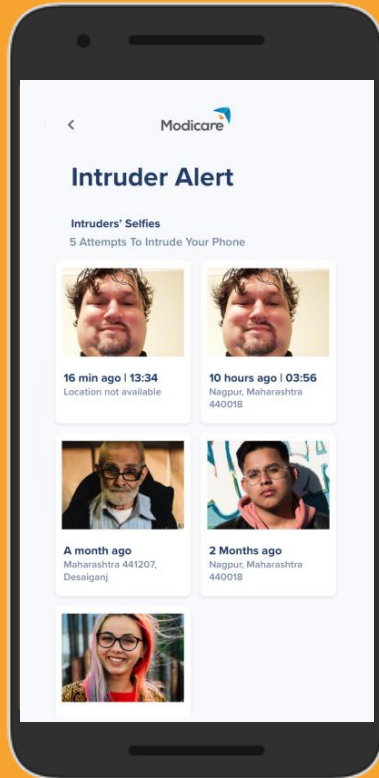 Modicare
Intruder Alert
Intruders' Selfies
5 Attempts To Intrude Your Phone
16 min ago | 13:34
Location not available
10 hours ago | 03:56
Nagpur, Maharashtra
440018
A month ago
Maharashtra 441207,
Desaiganj
2 Months ago
Nagpur, Maharashtra
440018